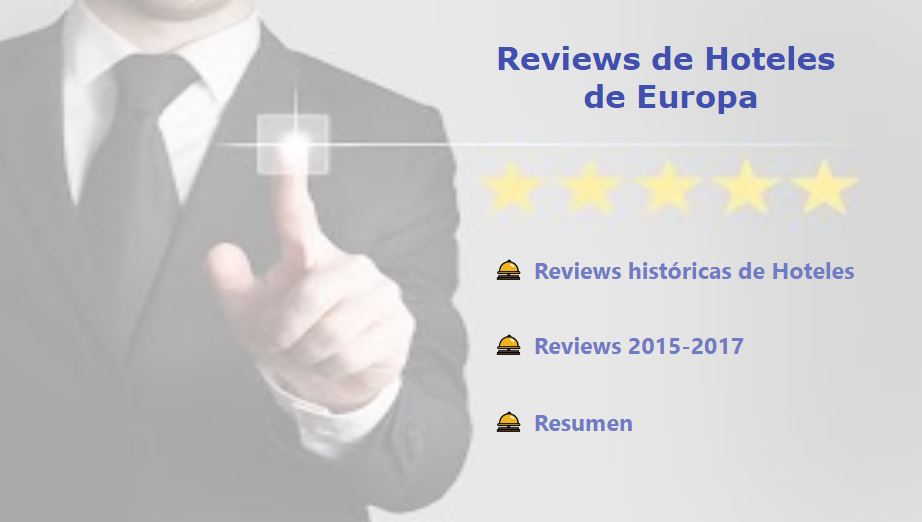 Reviews de Hoteles
de Europa
Reviews históricas de Hoteles
Reviews 2015-2017
Resumen